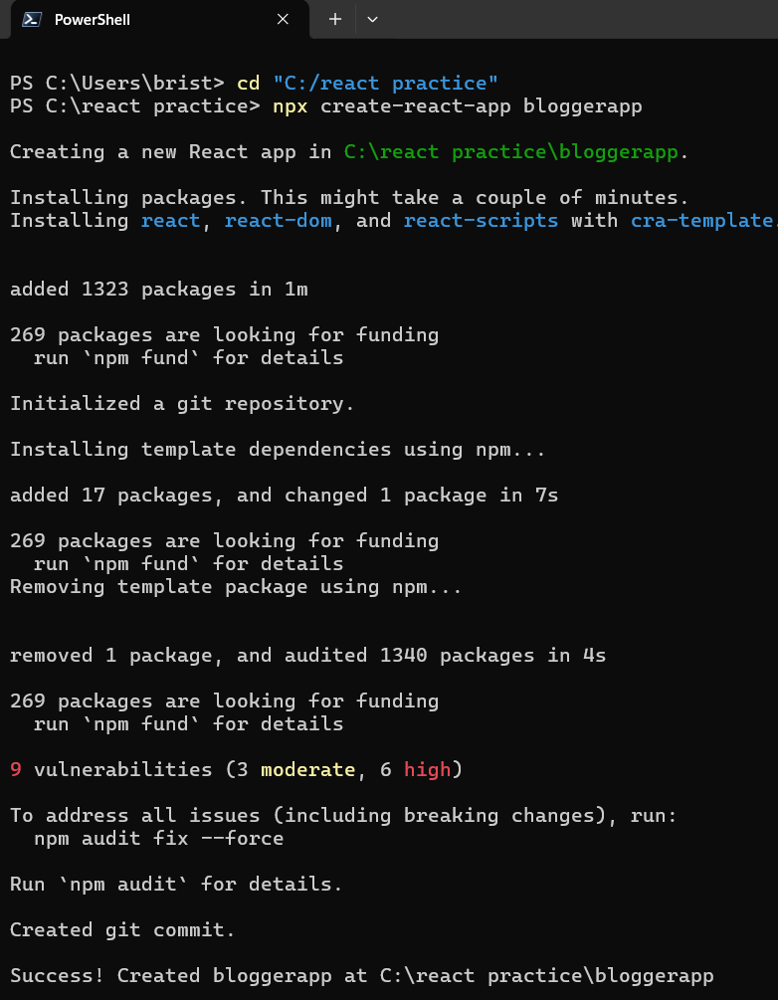 PowerShell
PS C:\Users\brist> cd "C:/react practice"
PS C:\react practice> npx create-react-app bloggerapp
Creating a new React app in C:\react practice\bloggerapp.
Installing packages. This might take a couple of minutes.
Installing react, react-dom, and react-scripts with cra-template.
added 1323 packages in 1m
269 packages are looking for funding
  run `npm fund` for details
Initialized a git repository.
Installing template dependencies using npm...
added 17 packages, and changed 1 package in 7s
269 packages are looking for funding
  run `npm fund` for details
Removing template package using npm...
removed 1 package, and audited 1340 packages in 4s
269 packages are looking for funding
  run `npm fund` for details
9 vulnerabilities (3 moderate, 6 high)
To address all issues (including breaking changes), run:
  npm audit fix --force
Run `npm audit` for details.
Created git commit.
Success! Created bloggerapp at C:\react practice\bloggerapp